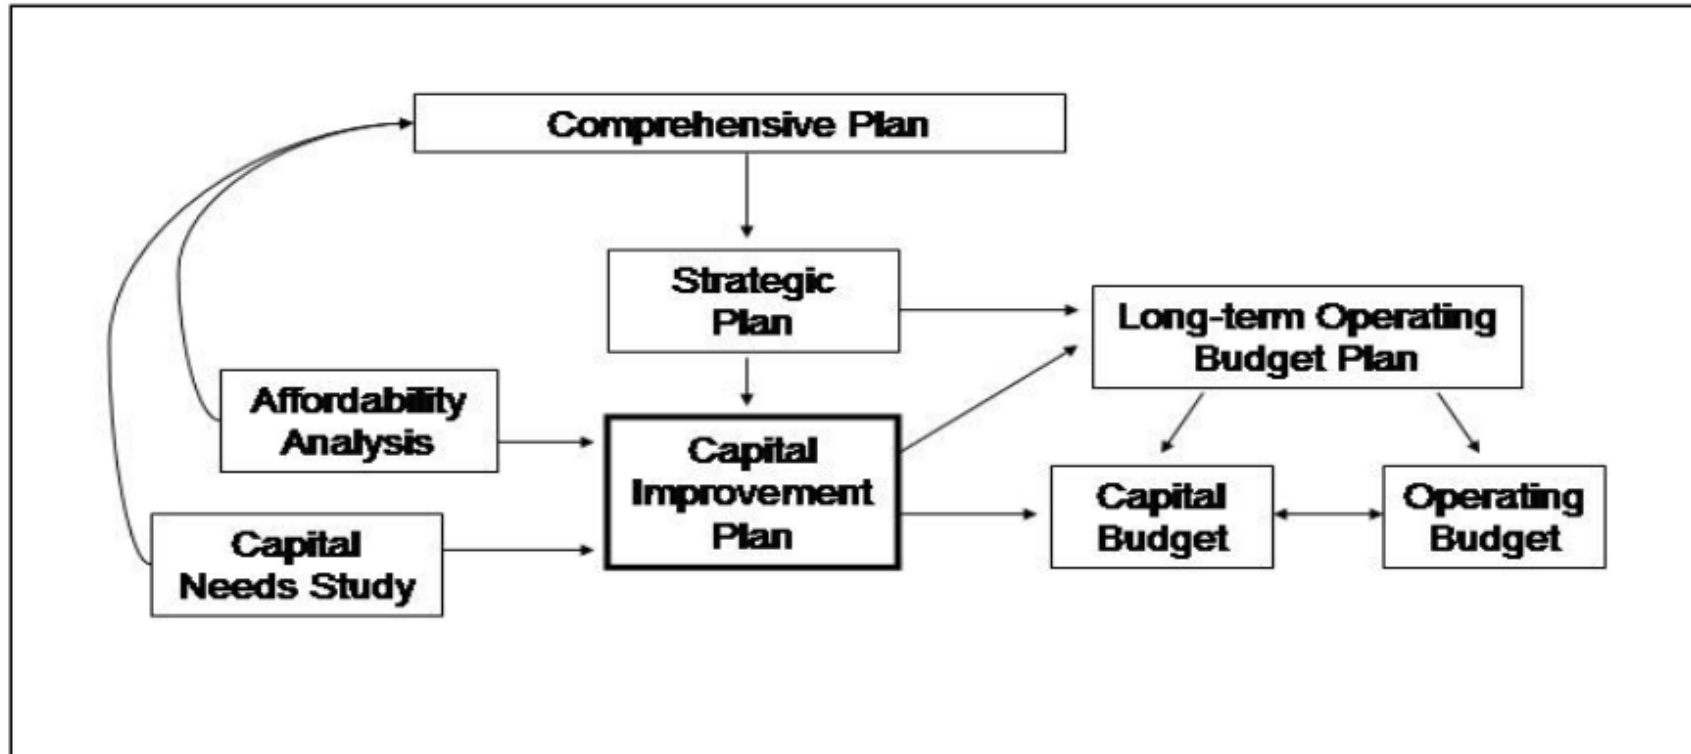 Comprehensive Plan
Strategic
Plan
Long-term Operating
Budget Plan
Affordability
Analysis
Capital
Improvement
Plan
Capital
Budget
Operating
Budget
Capital
Needs Study